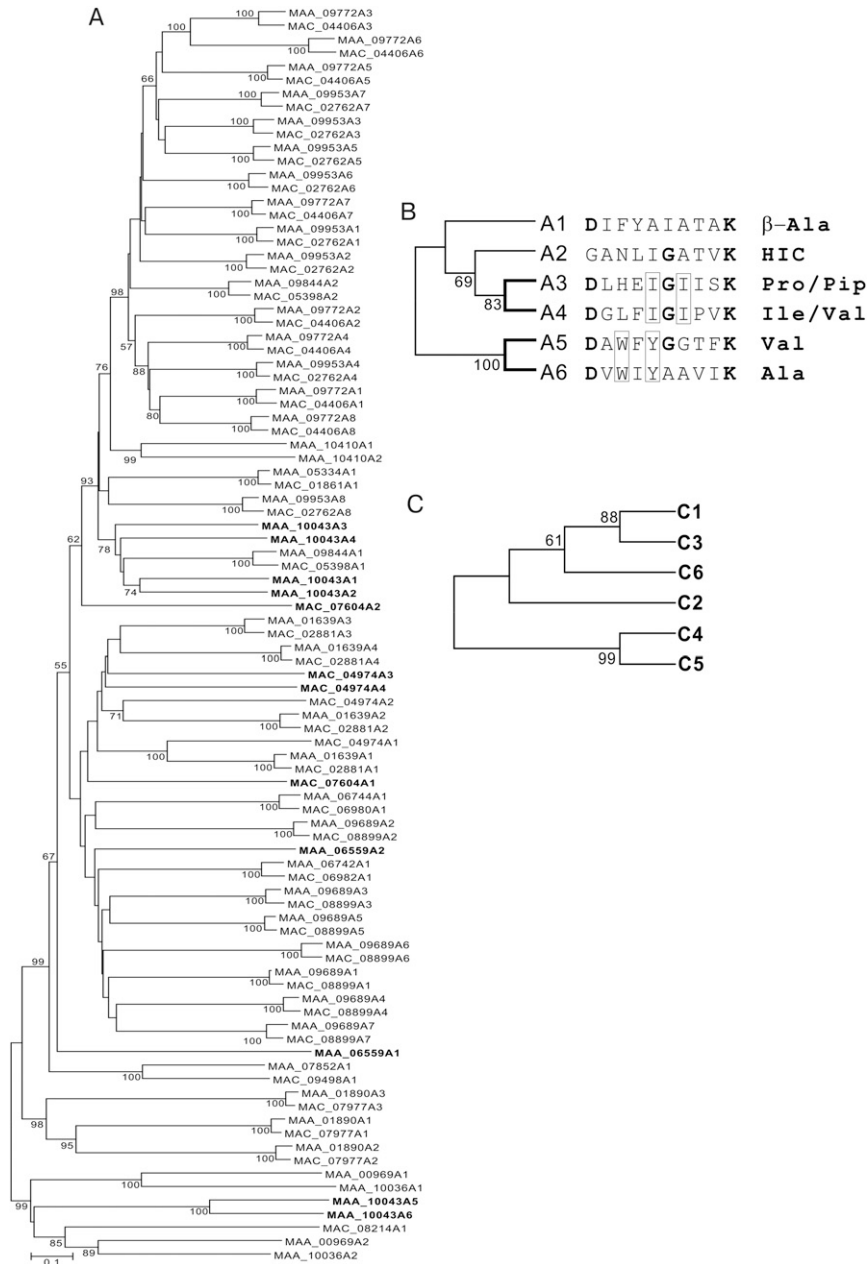 A
MAA_09772A3
100
MAC_04406A3
100
MAA_09772A6
100
MAC_04406A6
MAA_09772A5
66
100
MAC_04406A5
MAA_09953A7
100
MAC_02762A7
100
MAA_09953A3
MAC_02762A3
MAA_09953A5
100
MAC_02762A5
MAA_09953A6
100
MAC_02762A6
MAA_09772A7
100
MAC_04406A7
MAA_09953A1
100
MAC_02762A1
MAA_09953A2
100
MAC_02762A2
98
MAA_09844A2
100
MAC_05398A2
MAA_09772A2
100
MAC_04406A2
57
MAA_09772A4
100
MAC_04406A4
MAA_09953A4
88
100
MAC_02762A4
76
MAA_09772A1
100
MAC_04406A1
80
MAA_09772A8
100
MAC_04406A8
MAA_10410A1
99
MAA_10410A2
MAA_05334A1
93
100
MAC_01861A1
MAA_09953A8
100
MAC_02762A8
MAA_10043A3
62
MAA_10043A4
78
MAA_09844A1
100
MAC_05398A1
MAA_10043A1
74
MAA_10043A2
MAC_07604A2
MAA_01639A3
100
MAC_02881A3
MAA_01639A4
55
100
MAC_02881A4
MAC_04974A3
MAC_04974A4
MAC_04974A2
71
MAA_01639A2
100
MAC_02881A2
MAC_04974A1
100
MAA_01639A1
100
MAC_02881A1
MAC_07604A1
MAA_06744A1
100
MAC_06980A1
MAA_09689A2
100
MAC_08899A2
MAA_06559A2
67
MAA_06742A1
100
MAC_06982A1
MAA_09689A3
100
MAC_08899A3
MAA_09689A5
100
MAC_08899A5
MAA_09689A6
100
MAC_08899A6
99
MAA_09689A1
100
MAC_08899A1
MAA_09689A4
100
MAC_08899A4
MAA_09689A7
100
MAC_08899A7
MAA_06559A1
MAA_07852A1
100
MAC_09498A1
MAA_01890A3
100
MAC_07977A3
98
MAA_01890A1
100
MAC_07977A1
95
MAA_01890A2
100
MAC_07977A2
MAA_00969A1
100
MAA_10036A1
99
MAA_10043A5
100
MAA_10043A6
MAC_08214A1
85
MAA_00969A2
89
MAA_10036A2
0.1
B
A1 DIFYAIATAK β-Ala
A2 GANLIGATVK HIC
69
A3 DLHEIGIISK Pro/Pip
83
A4 DGLFIGIPVK Ile/Val
A5 DAWFYGGTFK Val
100
A6 DVWIYAAVIK Ala
C
88
C1
61
C3
C6
C2
C4
99
C5